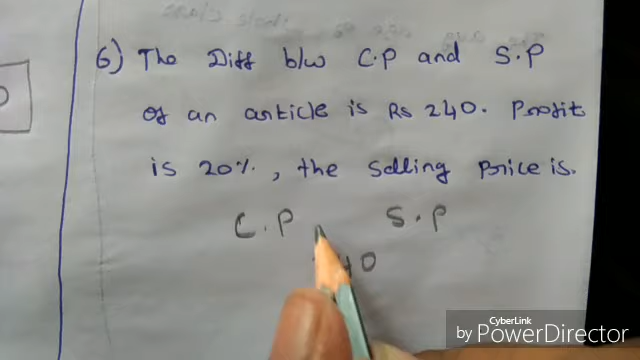 6) The Diff b/w C.P and S.P
of an article is Rs 240. Profit
is 20%, the selling price is.
C.P S.P
40
CyberLink
by PowerDirector